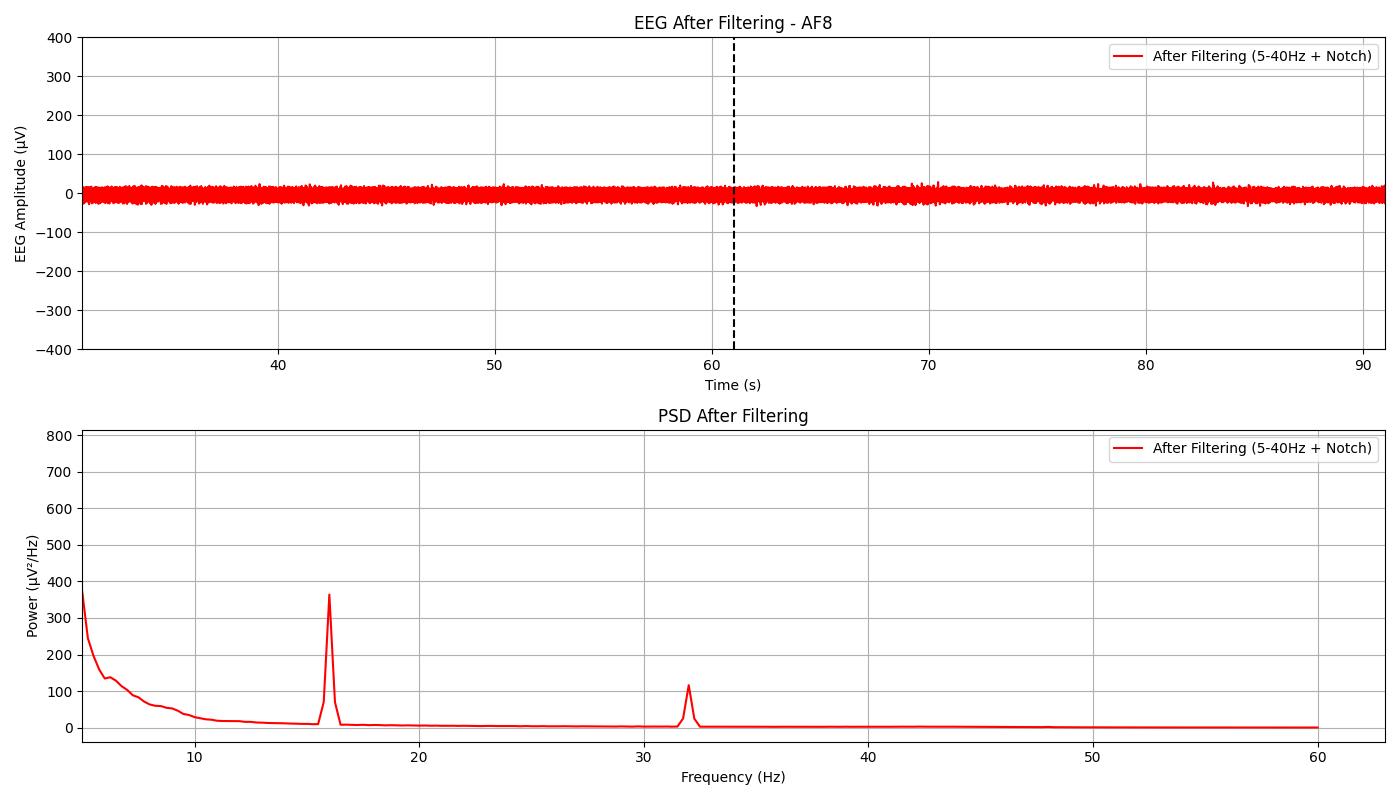 EEG After Filtering - AF8
After Filtering (5-40Hz + Notch)
EEG Amplitude (µV)
400
300
200
100
0
−100
−200
−300
−400
40 50 60 70 80 90
Time (s)
PSD After Filtering
After Filtering (5-40Hz + Notch)
Power (µV²/Hz)
800
700
600
500
400
300
200
100
0
10 20 30 40 50 60
Frequency (Hz)